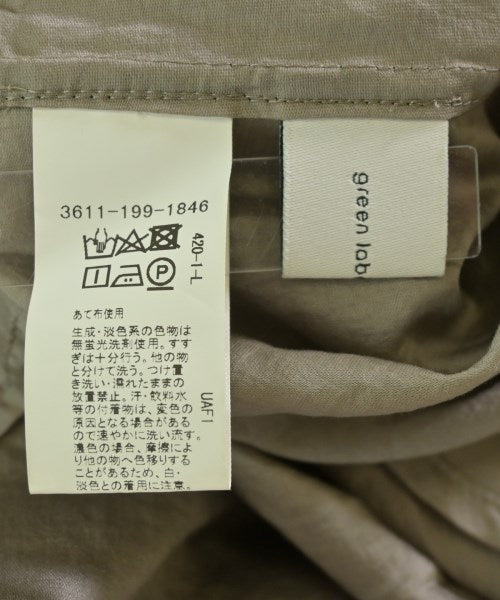 3611-199-1846
420-1-L
あて布使用
生成・淡色系の色物は
無蛍光洗剤使用。すす
ぎは十分行う。他の物
と分けて洗う。つけ置
き洗い・濡れたままの
放置禁止。汗・飲料水
等の付着物は、変色の
原因となる場合がある
ので速やかに洗い流す。
濃色の場合、摩擦によ
り他の物へ色移りする
ことがあるため、白・
淡色との着用に注意。
UAF1
green lab